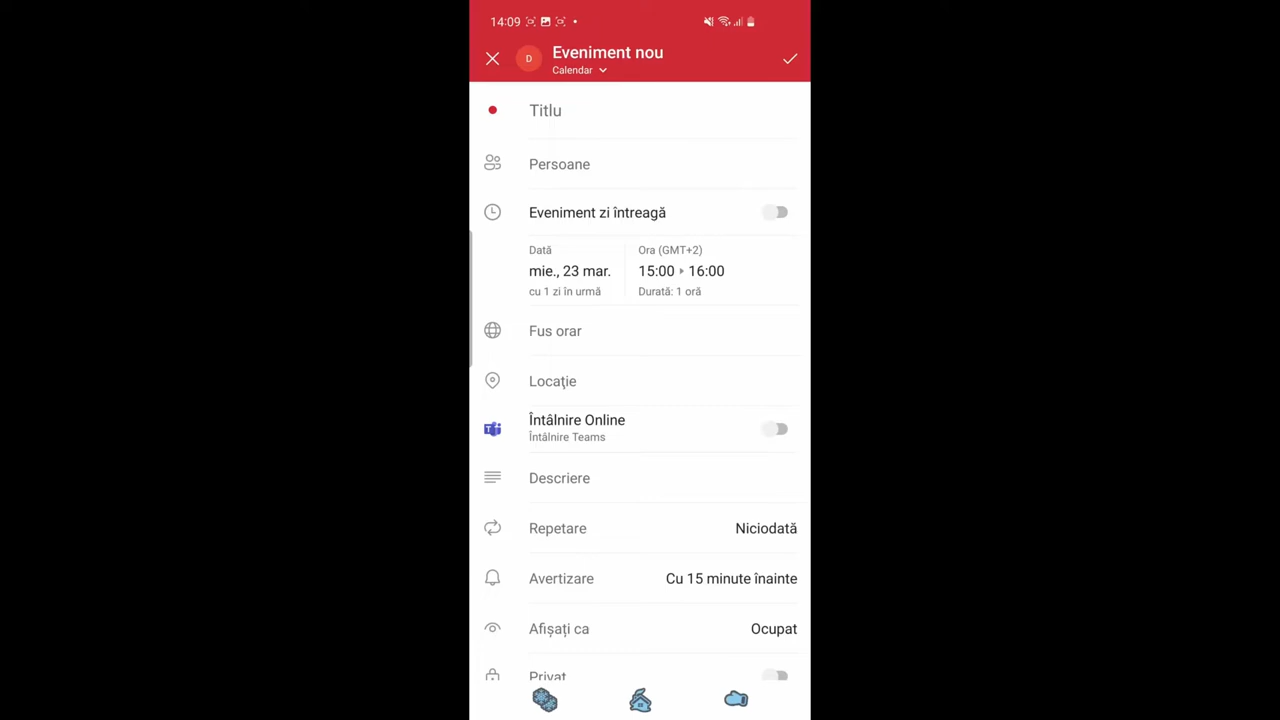 14:09
Eveniment nou
D
Calendar
Titlu
Persoane
Eveniment zi întreagă
Dată
Ora (GMT+2)
mie., 23 mar.
15:00 ▸ 16:00
cu 1 zi în urmă
Durată: 1 oră
Fus orar
Locaţie
Întâlnire Online
Întâlnire Teams
Descriere
Repetare
Niciodată
Avertizare
Cu 15 minute înainte
Afișați ca
Ocupat
Privat